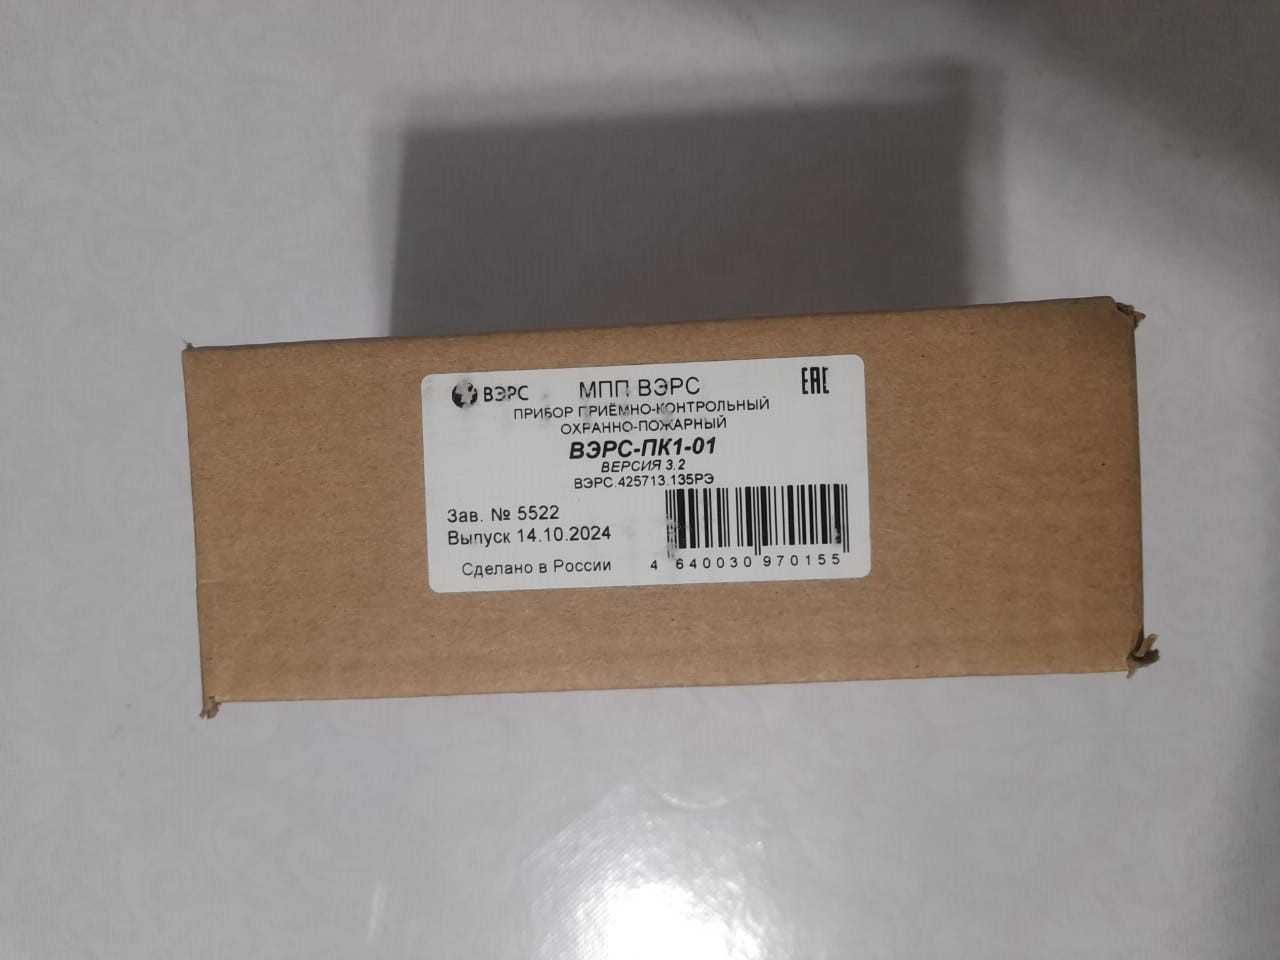 ВЭРС МПП ВЭРС EAC
ПРИБОР ПРИЁМНО-КОНТРОЛЬНЫЙ
ОХРАННО-ПОЖАРНЫЙ
ВЭРС-ПК1-01
ВЕРСИЯ 3.2
ВЭРС.425713.135РЭ
Зав. № 5522
Выпуск 14.10.2024
Сделано в России
4 640030 970155